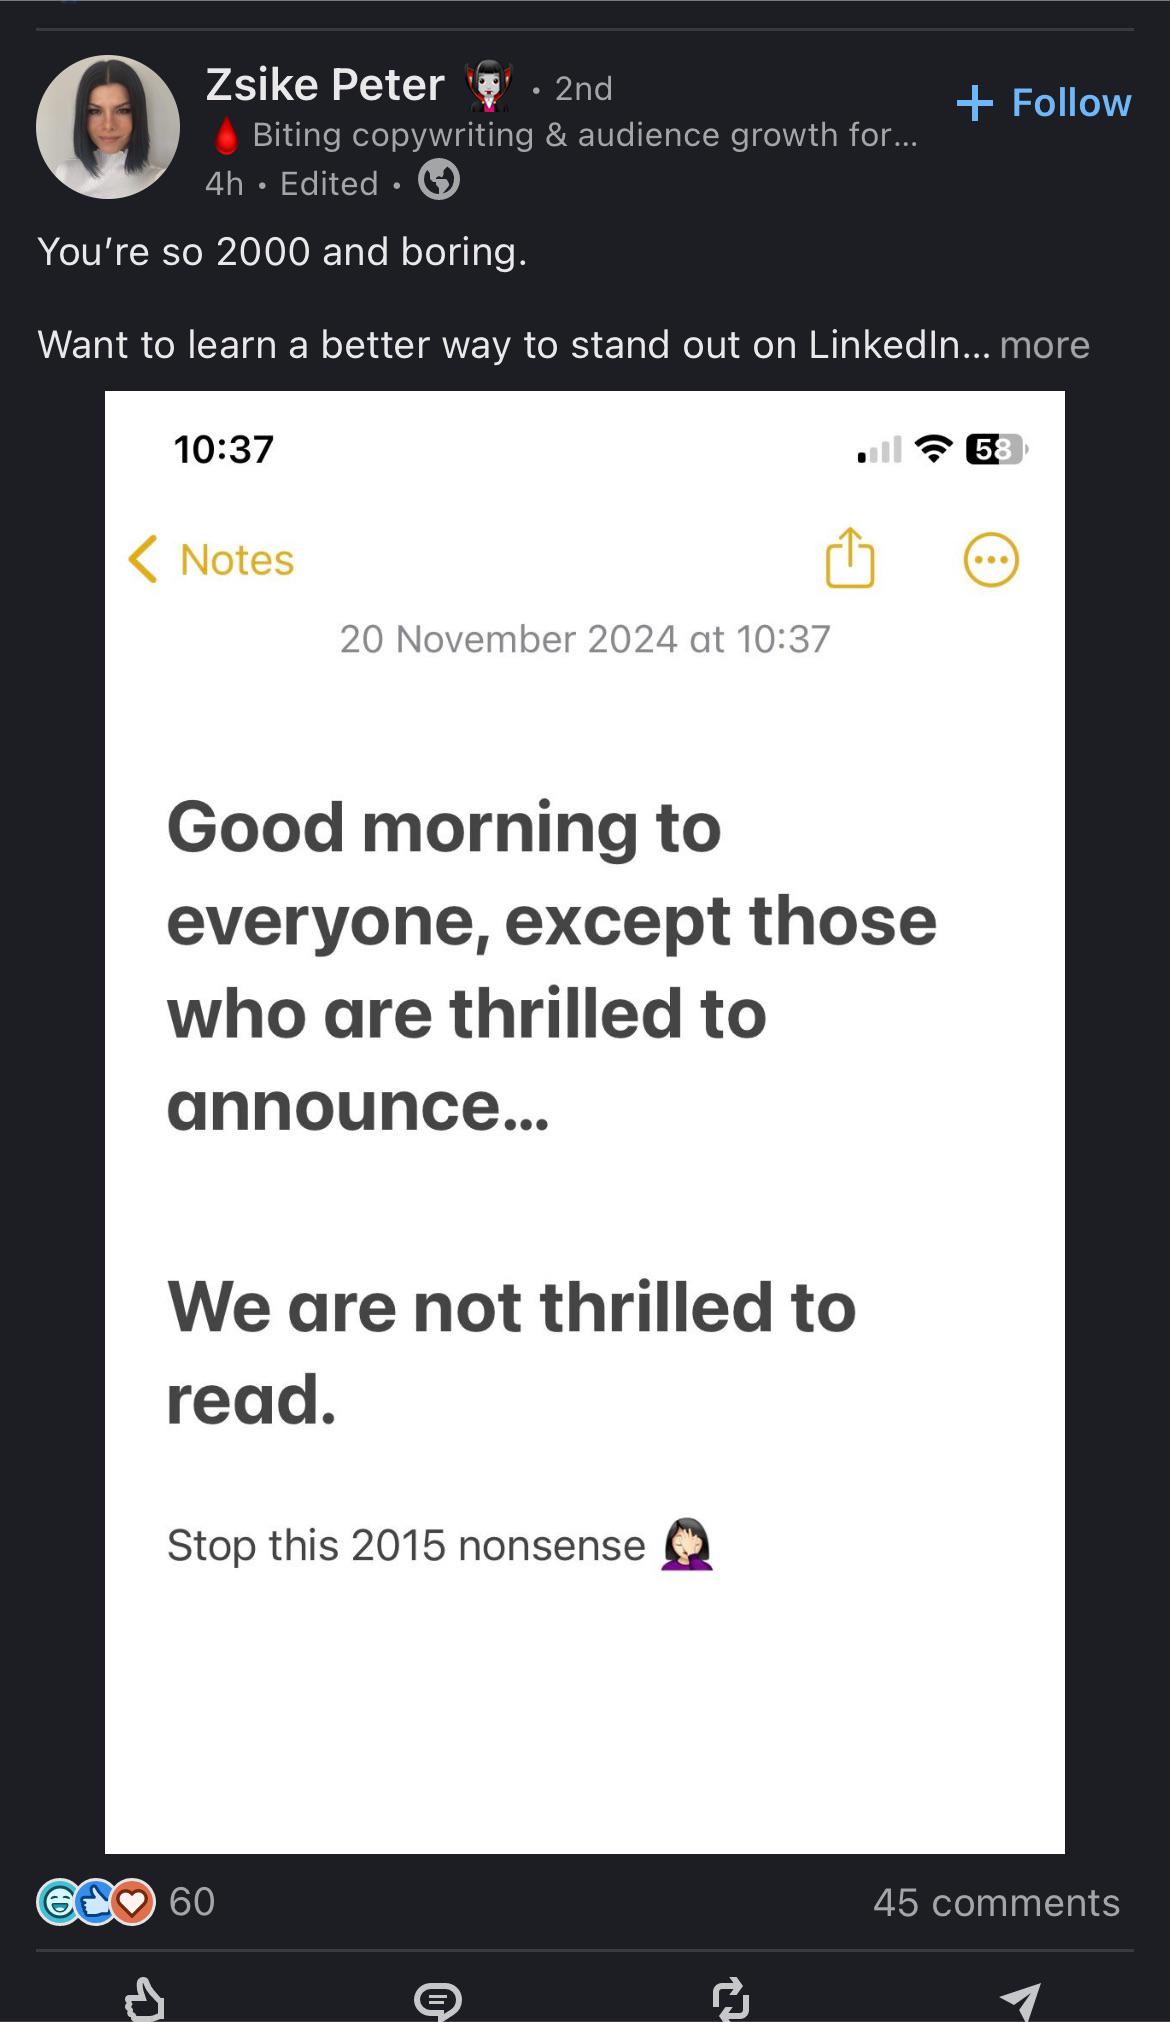 Zsike Peter 🧛🏻‍♀️ • 2nd
+ Follow
🩸 Biting copywriting & audience growth for...
4h • Edited •
You're so 2000 and boring.
Want to learn a better way to stand out on LinkedIn... more
10:37
58
Notes
20 November 2024 at 10:37
Good morning to
everyone, except those
who are thrilled to
announce...
We are not thrilled to
read.
Stop this 2015 nonsense 🤦🏻‍♀️
60
45 comments